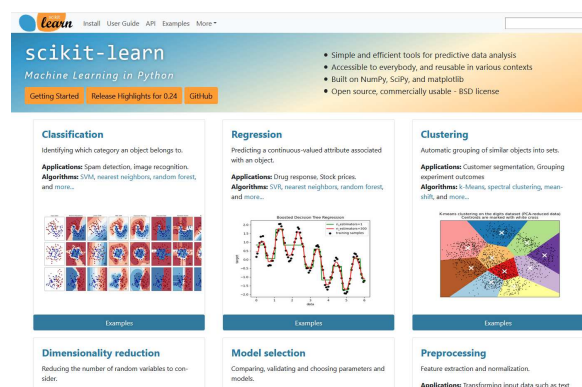 learn
Install User Guide API Examples More
scikit-learn
Machine Learning in Python
Getting Started Release Highlights for 0.24 GitHub
Simple and efficient tools for predictive data analysis
Accessible to everybody, and reusable in various contexts
Built on NumPy, SciPy, and matplotlib
Open source, commercially usable - BSD license
Classification
Identifying which category an object belongs to.
Applications: Spam detection, image recognition.
Algorithms: SVM, nearest neighbors, random forest,
and more...
Examples
Regression
Predicting a continuous-valued attribute associated
with an object.
Applications: Drug response, Stock prices.
Algorithms: SVR, nearest neighbors, random forest,
and more...
Boosted Decision Tree Regression
n_estimators=1
n_estimators=300
training samples
target
data
Examples
Clustering
Automatic grouping of similar objects into sets.
Applications: Customer segmentation, Grouping
experiment outcomes
Algorithms: k-Means, spectral clustering, mean-
shift, and more...
K-means clustering on the digits dataset (PCA-reduced data)
Centroids are marked with white cross
Examples
Dimensionality reduction
Reducing the number of random variables to con-
sider.
Model selection
Comparing, validating and choosing parameters and
models.
Preprocessing
Feature extraction and normalization.
Applications: Transforming input data such as text